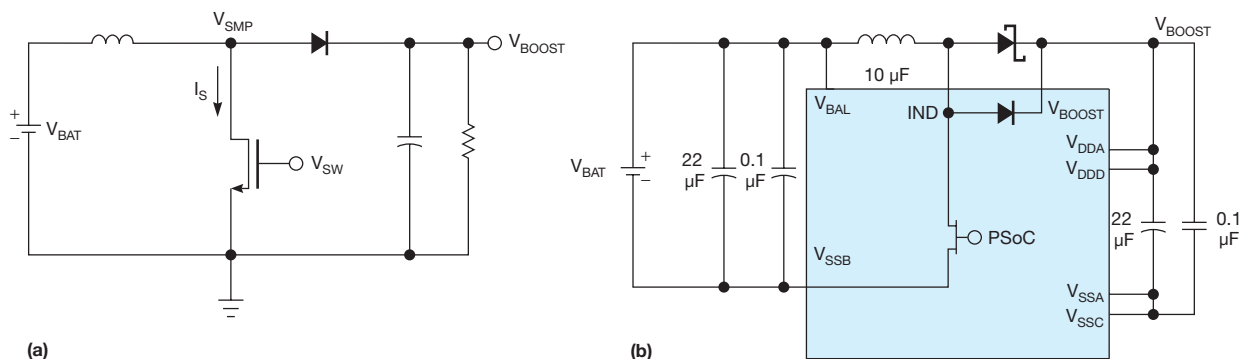 V_SMP
V_BOOST
I_S
+
−
V_BAT
V_SW
(a)
V_BOOST
10 μF
V_BAL
IND
V_BOOST
V_DDA
V_DDD
V_BAT
+
−
22 μF
0.1 μF
22 μF
0.1 μF
PSoC
V_SSB
V_SSA
V_SSC
(b)